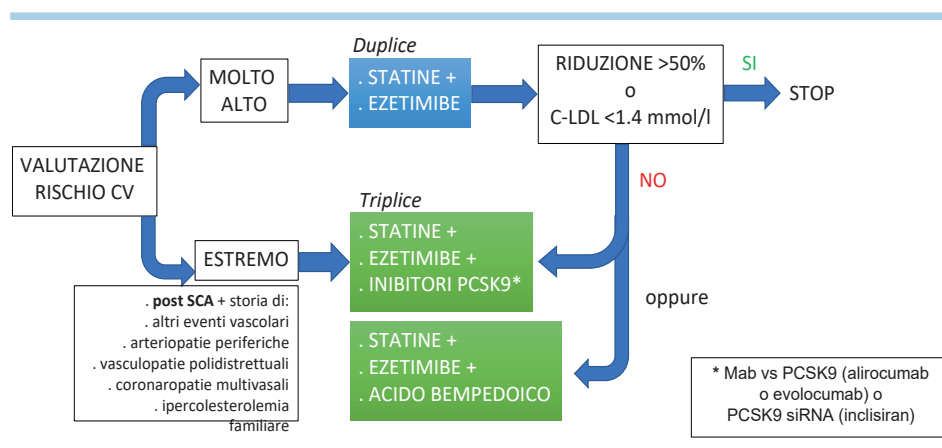 Duplice
MOLTO
ALTO
. STATINE +
. EZETIMIBE
RIDUZIONE >50%
o
C-LDL <1.4 mmol/l
SI
STOP
VALUTAZIONE
RISCHIO CV
NO
Triplice
ESTREMO
. STATINE +
. EZETIMIBE +
. INIBITORI PCSK9*
oppure
. post SCA + storia di:
. altri eventi vascolari
. arteriopatie periferiche
. vasculopatie polidistrettuali
. coronaropatie multivasali
. ipercolesterolemia
familiare
. STATINE +
. EZETIMIBE +
. ACIDO BEMPEDOICO
* Mab vs PCSK9 (alirocumab
o evolocumab) o
PCSK9 siRNA (inclisiran)